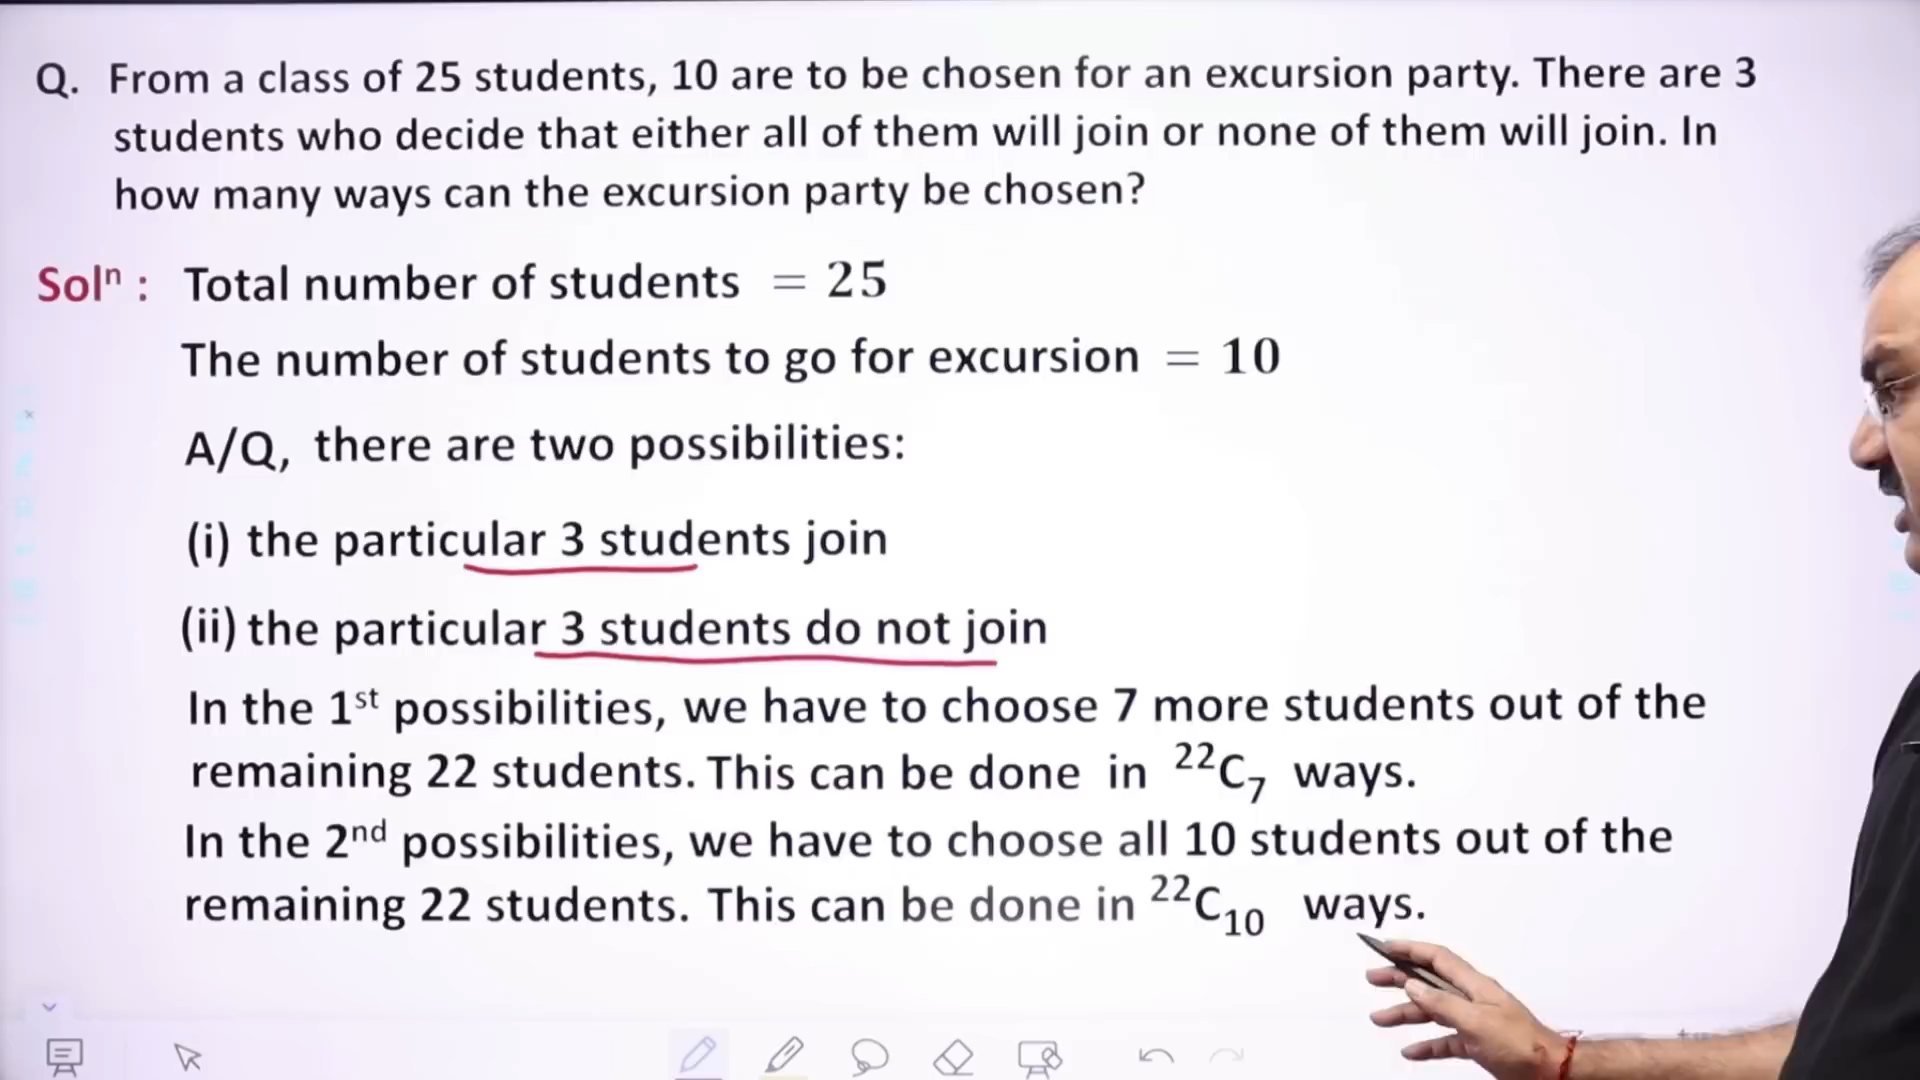 Q. From a class of 25 students, 10 are to be chosen for an excursion party. There are 3
students who decide that either all of them will join or none of them will join. In
how many ways can the excursion party be chosen?
Solⁿ : Total number of students = 25
The number of students to go for excursion = 10
A/Q, there are two possibilities:
(i) the particular 3 students join
(ii) the particular 3 students do not join
In the 1ˢᵗ possibilities, we have to choose 7 more students out of the
remaining 22 students. This can be done in ²²C₇ ways.
In the 2ⁿᵈ possibilities, we have to choose all 10 students out of the
remaining 22 students. This can be done in ²²C₁₀ ways.